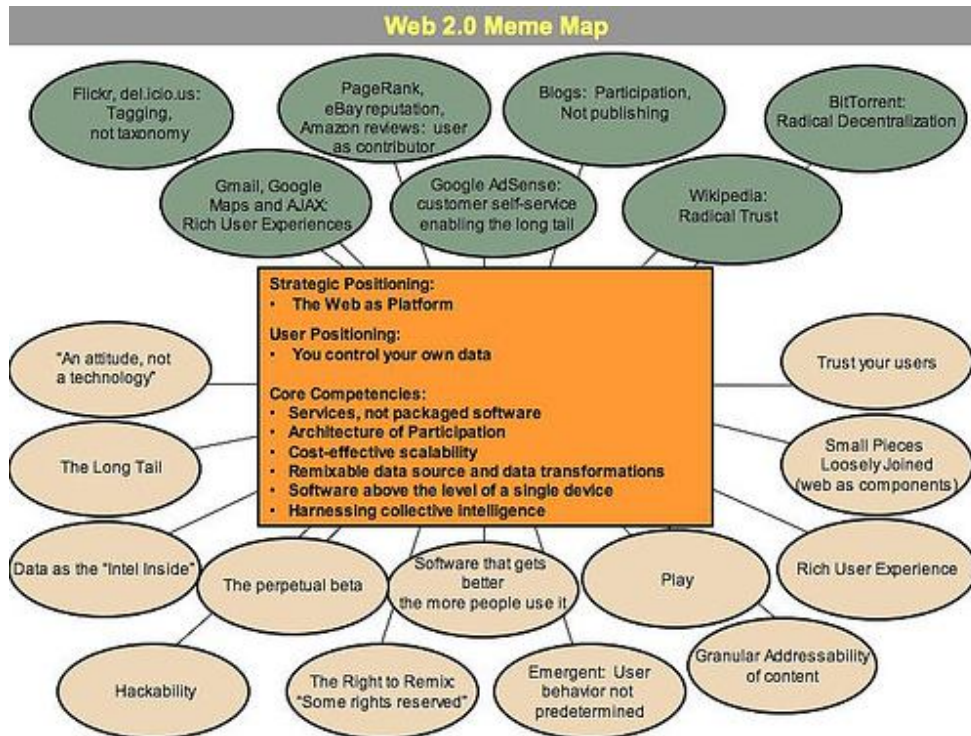 Web 2.0 Meme Map
Flickr, del.icio.us:
Tagging,
not taxonomy
PageRank,
eBay reputation,
Amazon reviews: user
as contributor
Blogs: Participation,
Not publishing
BitTorrent:
Radical Decentralization
Gmail, Google
Maps and AJAX:
Rich User Experiences
Google AdSense:
customer self-service
enabling the long tail
Wikipedia:
Radical Trust
Strategic Positioning:
• The Web as Platform
User Positioning:
• You control your own data
Core Competencies:
• Services, not packaged software
• Architecture of Participation
• Cost-effective scalability
• Remixable data source and data transformations
• Software above the level of a single device
• Harnessing collective intelligence
"An attitude, not
a technology"
The Long Tail
Data as the "Intel Inside"
Trust your users
Small Pieces
Loosely Joined
(web as components)
Rich User Experience
The perpetual beta
Software that gets
better
the more people use it
Play
Hackability
The Right to Remix:
"Some rights reserved"
Emergent: User
behavior not
predetermined
Granular Addressability
of content